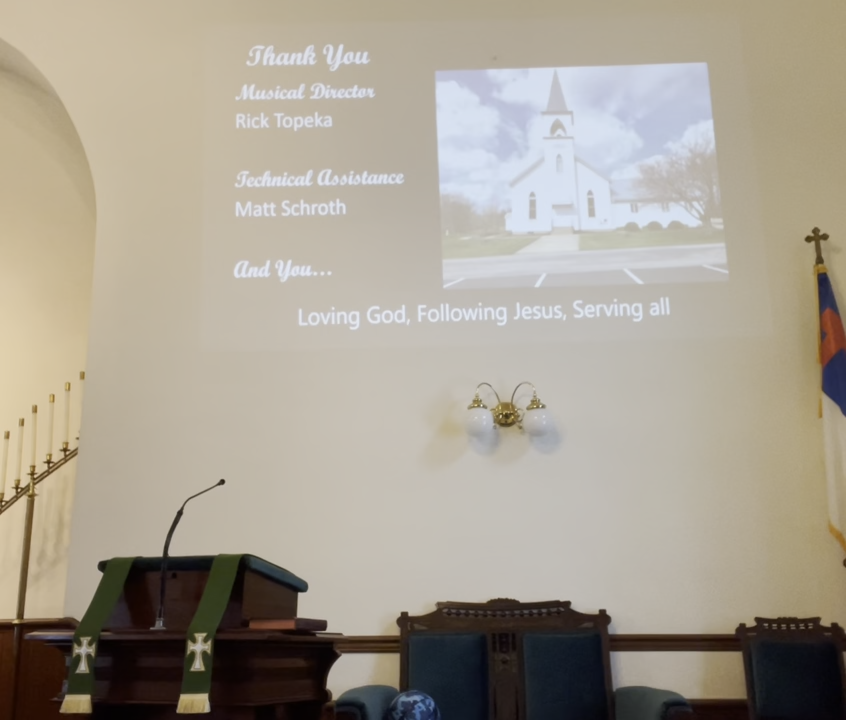 Thank You
Musical Director
Rick Topeka
Technical Assistance
Matt Schroth
And You...
Loving God, Following Jesus, Serving all